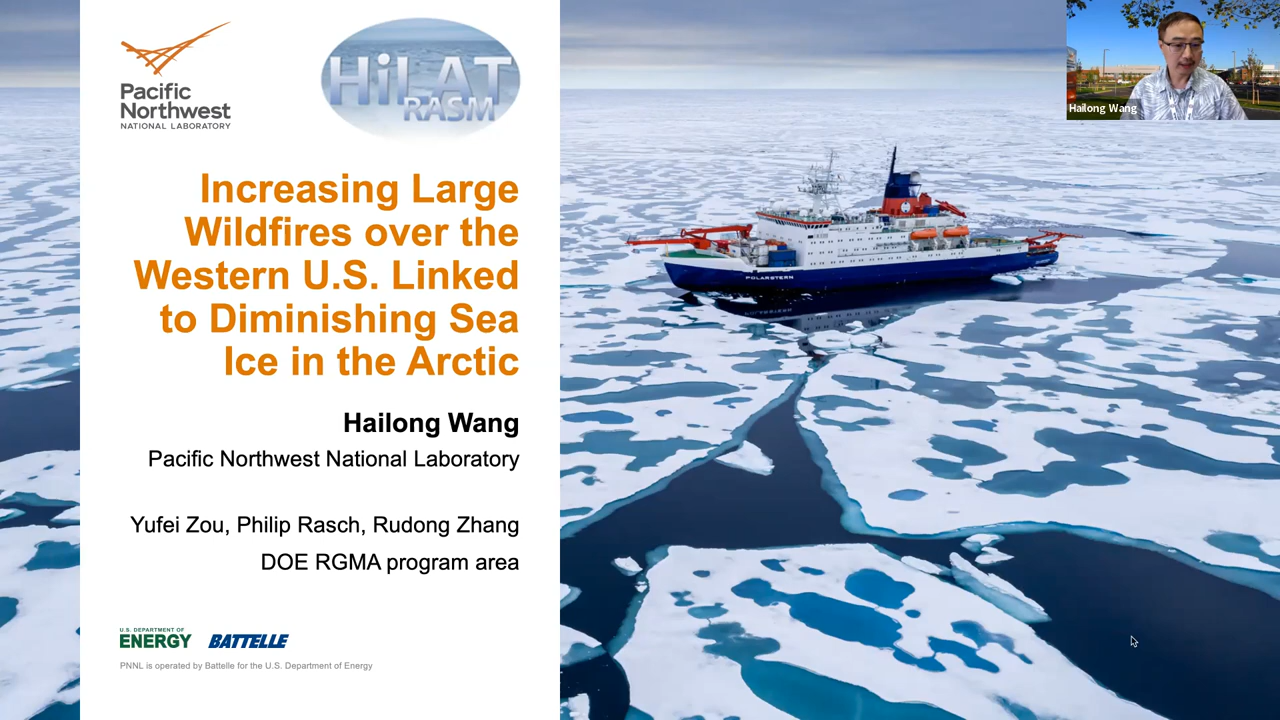 Pacific
Northwest
NATIONAL LABORATORY
HiLAT
RASM
Increasing Large
Wildfires over the
Western U.S. Linked
to Diminishing Sea
Ice in the Arctic
Hailong Wang
Pacific Northwest National Laboratory
Yufei Zou, Philip Rasch, Rudong Zhang
DOE RGMA program area
U.S. DEPARTMENT OF
ENERGY
BATTELLE
PNNL is operated by Battelle for the U.S. Department of Energy
POLARSTERN
Hailong Wang